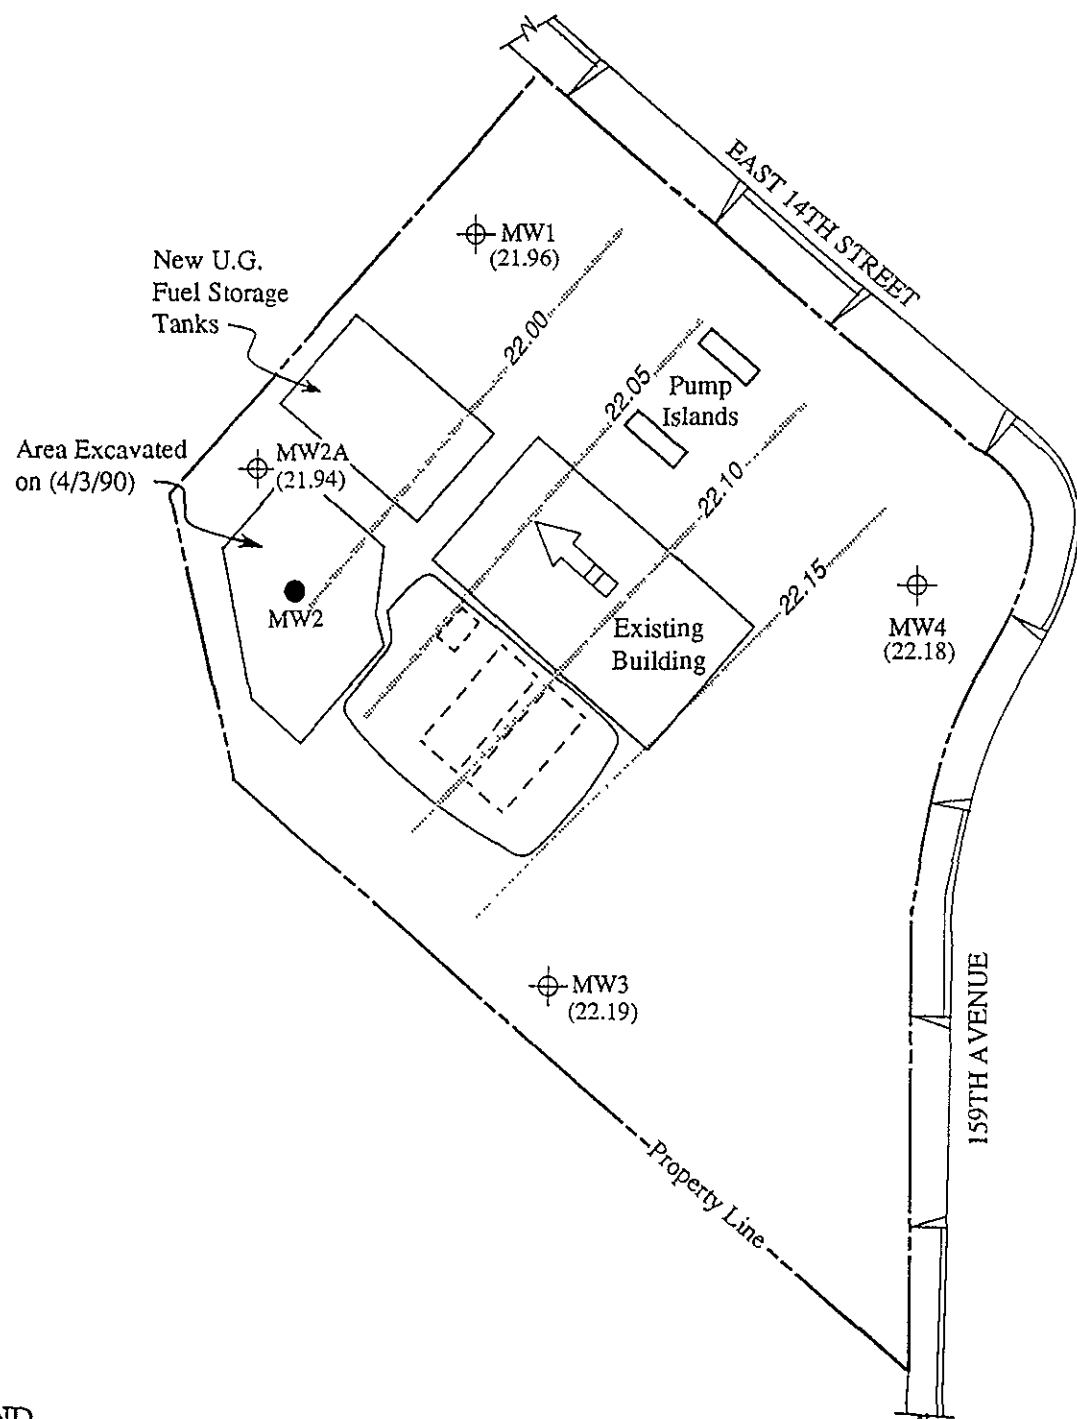 N
EAST 14TH STREET
MW1
(21.96)
New U.G.
Fuel Storage
Tanks
22.00
22.05
Pump
Islands
Area Excavated
on (4/3/90)
MW2A
(21.94)
22.10
22.15
MW2
Existing
Building
MW4
(22.18)
MW3
(22.19)
159TH AVENUE
Property Line